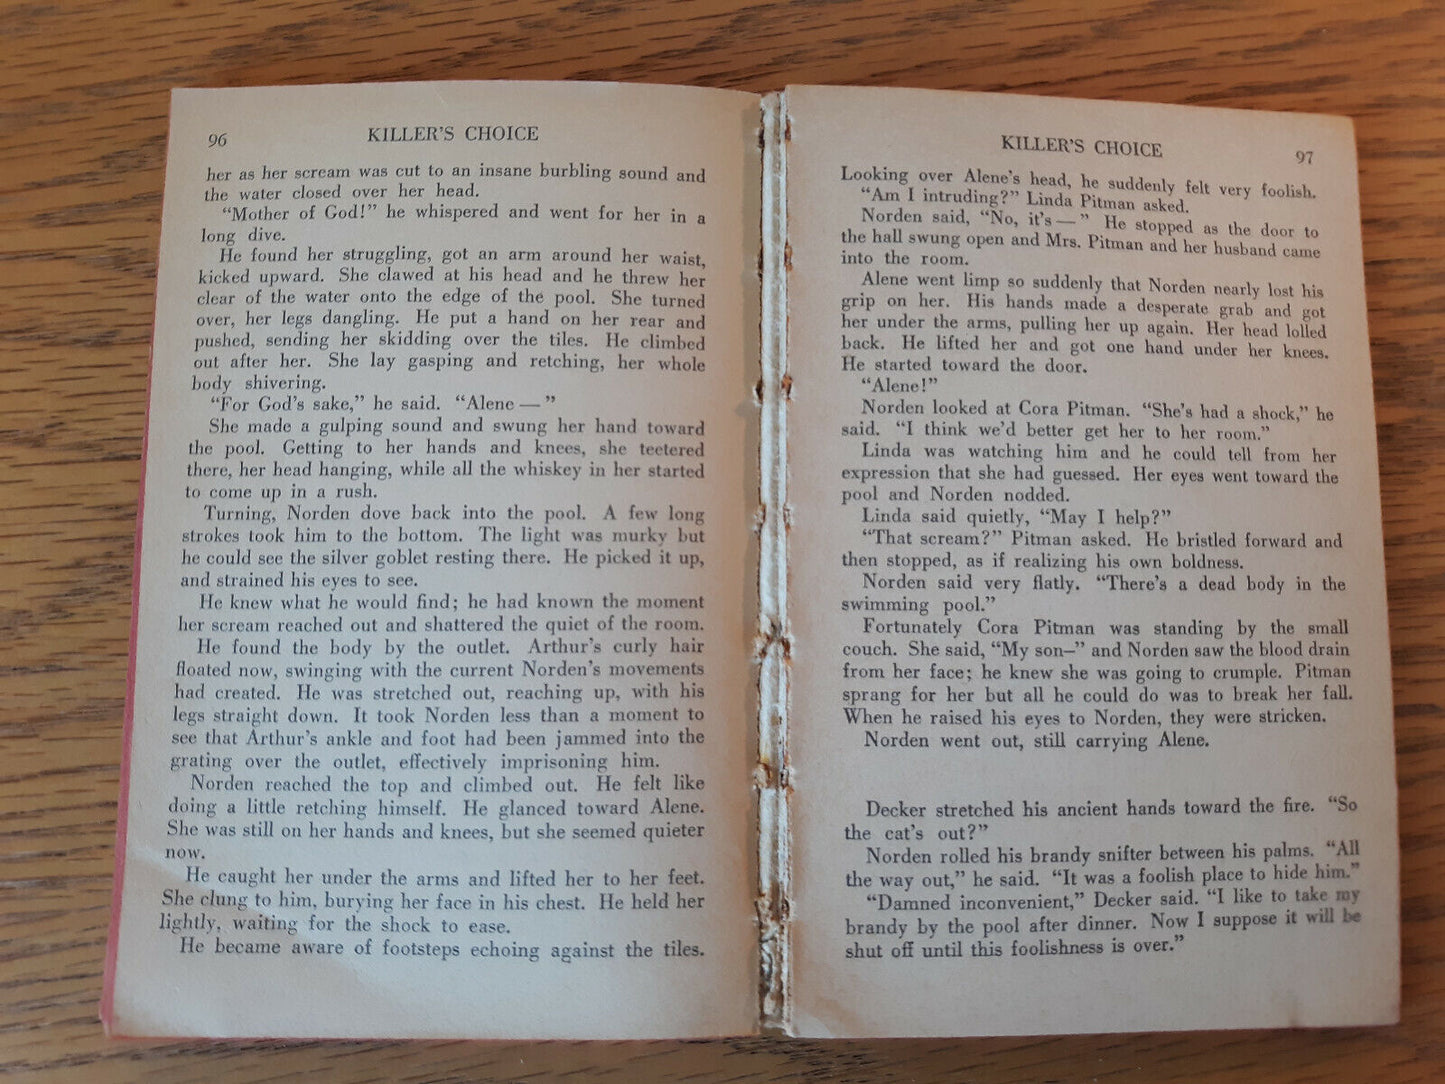 96
KILLER'S CHOICE
her as her scream was cut to an insane burbling sound and
the water closed over her head.
"Mother of God!" he whispered and went for her in a
long dive.
He found her struggling, got an arm around her waist,
kicked upward. She clawed at his head and he threw her
clear of the water onto the edge of the pool. She turned
over, her legs dangling. He put a hand on her rear and
pushed, sending her skidding over the tiles. He climbed
out after her. She lay gasping and retching, her whole
body shivering.
"For God's sake," he said. "Alene — "
She made a gulping sound and swung her hand toward
the pool. Getting to her hands and knees, she teetered
there, her head hanging, while all the whiskey in her started
to come up in a rush.
Turning, Norden dove back into the pool. A few long
strokes took him to the bottom. The light was murky but
he could see the silver goblet resting there. He picked it up,
and strained his eyes to see.
He knew what he would find; he had known the moment
her scream reached out and shattered the quiet of the room.
He found the body by the outlet. Arthur's curly hair
floated now, swinging with the current Norden's movements
had created. He was stretched out, reaching up, with his
legs straight down. It took Norden less than a moment to
see that Arthur's ankle and foot had been jammed into the
grating over the outlet, effectively imprisoning him.
Norden reached the top and climbed out. He felt like
doing a little retching himself. He glanced toward Alene.
She was still on her hands and knees, but she seemed quieter
now.
He caught her under the arms and lifted her to her feet.
She clung to him, burying her face in his chest. He held her
lightly, waiting for the shock to ease.
He became aware of footsteps echoing against the tiles.
KILLER'S CHOICE
97
Looking over Alene's head, he suddenly felt very foolish.
"Am I intruding?" Linda Pitman asked.
Norden said, "No, it's — " He stopped as the door to
the hall swung open and Mrs. Pitman and her husband came
into the room.
Alene went limp so suddenly that Norden nearly lost his
grip on her. His hands made a desperate grab and got
her under the arms, pulling her up again. Her head lolled
back. He lifted her and got one hand under her knees.
He started toward the door.
"Alene!"
Norden looked at Cora Pitman. "She's had a shock," he
said. "I think we'd better get her to her room."
Linda was watching him and he could tell from her
expression that she had guessed. Her eyes went toward the
pool and Norden nodded.
Linda said quietly, "May I help?"
"That scream?" Pitman asked. He bristled forward and
then stopped, as if realizing his own boldness.
Norden said very flatly. "There's a dead body in the
swimming pool."
Fortunately Cora Pitman was standing by the small
couch. She said, "My son—" and Norden saw the blood drain
from her face; he knew she was going to crumple. Pitman
sprang for her but all he could do was to break her fall.
When he raised his eyes to Norden, they were stricken.
Norden went out, still carrying Alene.
Decker stretched his ancient hands toward the fire. "So
the cat's out?"
Norden rolled his brandy snifter between his palms. "All
the way out," he said. "It was a foolish place to hide him."
"Damned inconvenient," Decker said. "I like to take my
brandy by the pool after dinner. Now I suppose it will be
shut off until this foolishness is over."